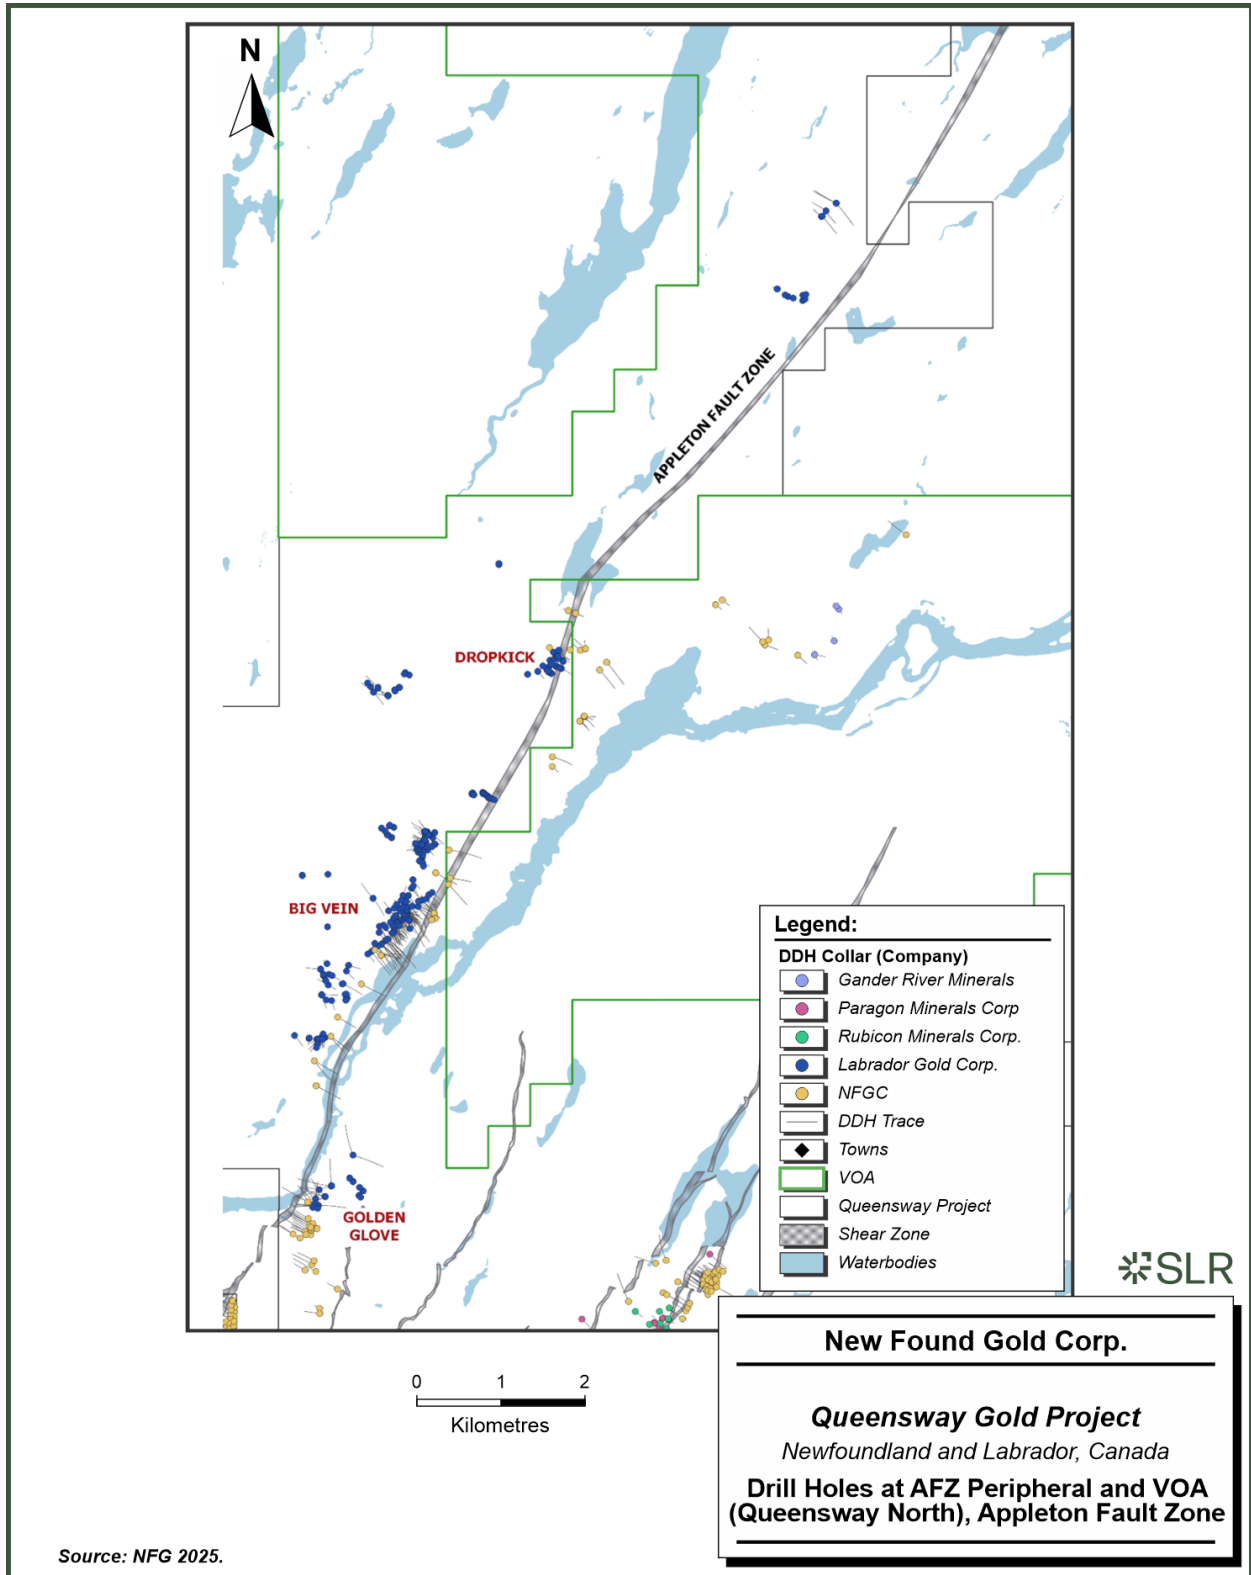 N
APPLETON FAULT ZONE
DROPKICK
BIG VEIN
GOLDEN
GLOVE
Legend:
DDH Collar (Company)
Gander River Minerals
Paragon Minerals Corp
Rubicon Minerals Corp.
Labrador Gold Corp.
NFGC
DDH Trace
Towns
VOA
Queensway Project
Shear Zone
Waterbodies
SLR
0 1 2
Kilometres
New Found Gold Corp.
Queensway Gold Project
Newfoundland and Labrador, Canada
Drill Holes at AFZ Peripheral and VOA
(Queensway North), Appleton Fault Zone
Source: NFG 2025.